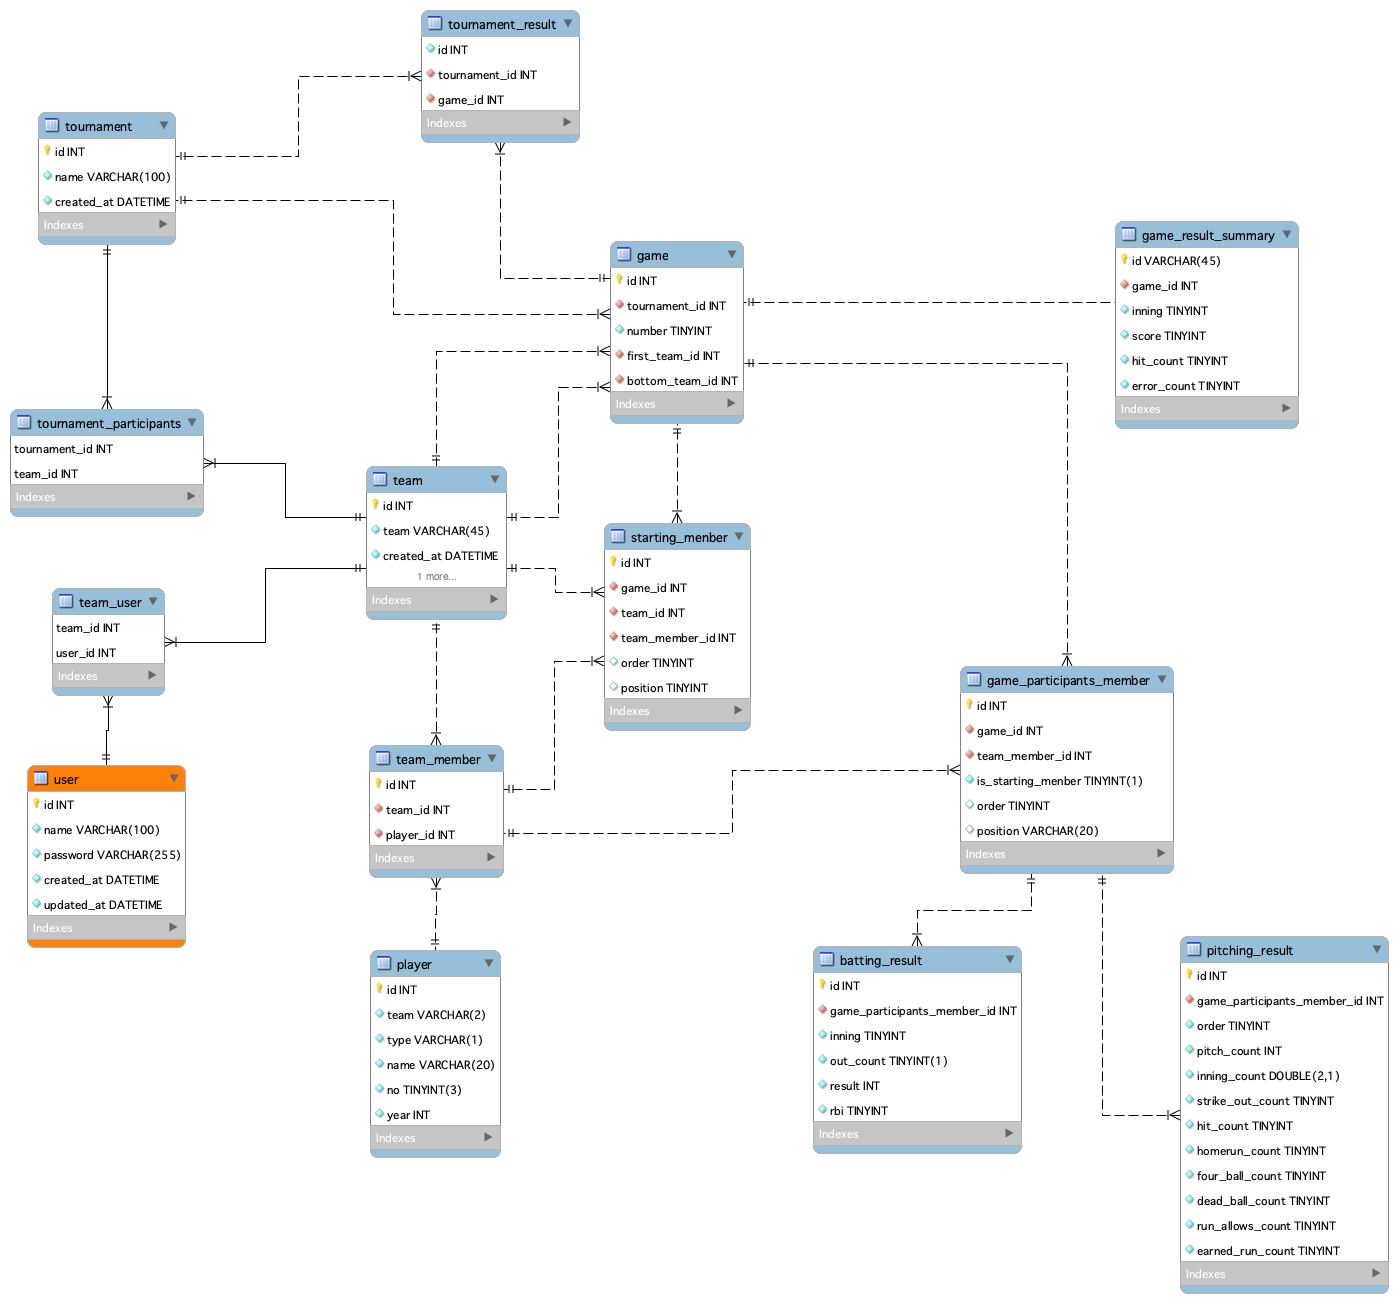 tournament_result
id INT
tournament_id INT
game_id INT
Indexes
tournament
id INT
name VARCHAR(100)
created_at DATETIME
Indexes
game_result_summary
id VARCHAR(45)
game_id INT
inning TINYINT
score TINYINT
hit_count TINYINT
error_count TINYINT
Indexes
game
id INT
tournament_id INT
number TINYINT
first_team_id INT
bottom_team_id INT
Indexes
tournament_participants
tournament_id INT
team_id INT
Indexes
team
id INT
team VARCHAR(45)
created_at DATETIME
1 more...
Indexes
starting_menber
id INT
game_id INT
team_id INT
team_member_id INT
order TINYINT
position TINYINT
Indexes
team_user
team_id INT
user_id INT
Indexes
game_participants_member
id INT
game_id INT
team_member_id INT
is_starting_menber TINYINT(1)
order TINYINT
position VARCHAR(20)
Indexes
team_member
id INT
team_id INT
player_id INT
Indexes
user
id INT
name VARCHAR(100)
password VARCHAR(255)
created_at DATETIME
updated_at DATETIME
Indexes
player
id INT
team VARCHAR(2)
type VARCHAR(1)
name VARCHAR(20)
no TINYINT(3)
year INT
Indexes
batting_result
id INT
game_participants_member_id INT
inning TINYINT
out_count TINYINT(1)
result INT
rbi TINYINT
Indexes
pitching_result
id INT
game_participants_member_id INT
order TINYINT
pitch_count INT
inning_count DOUBLE(2,1)
strike_out_count TINYINT
hit_count TINYINT
homerun_count TINYINT
four_ball_count TINYINT
dead_ball_count TINYINT
run_allows_count TINYINT
earned_run_count TINYINT
Indexes